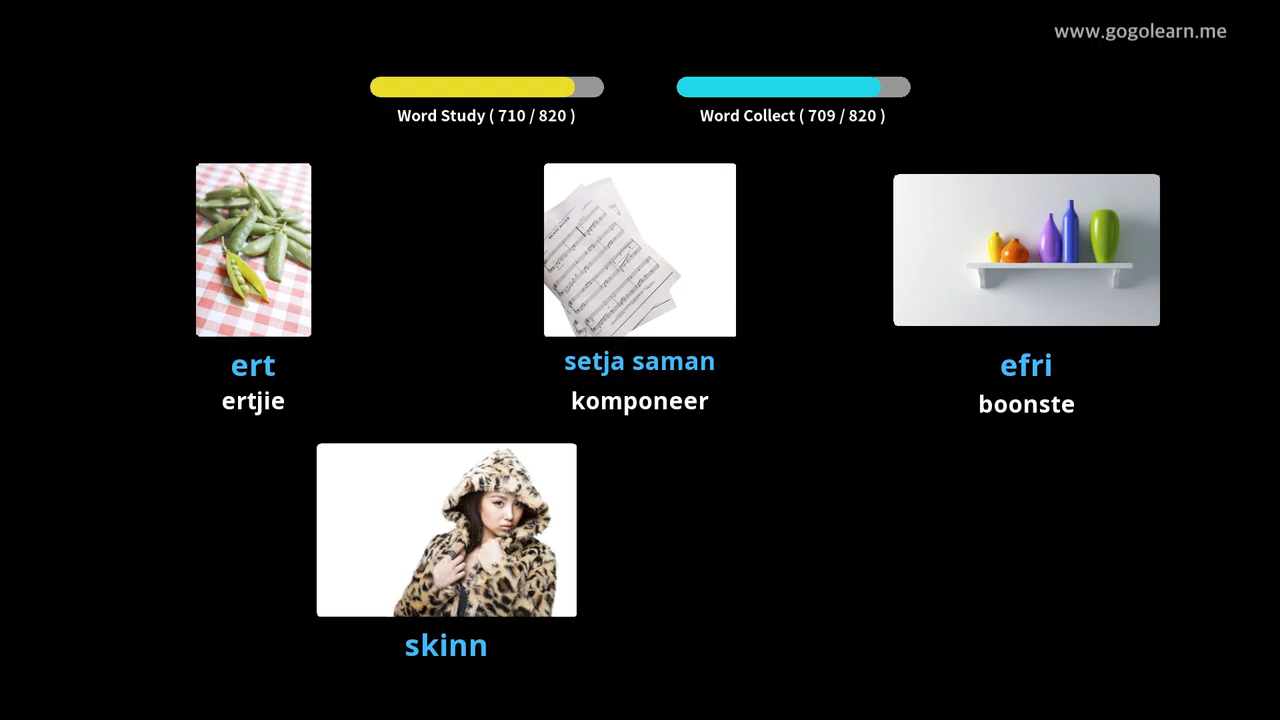 www.gogolearn.me
Word Study ( 710 / 820 )
Word Collect ( 709 / 820 )
ert
ertjie
setja saman
komponeer
efri
boonste
skinn